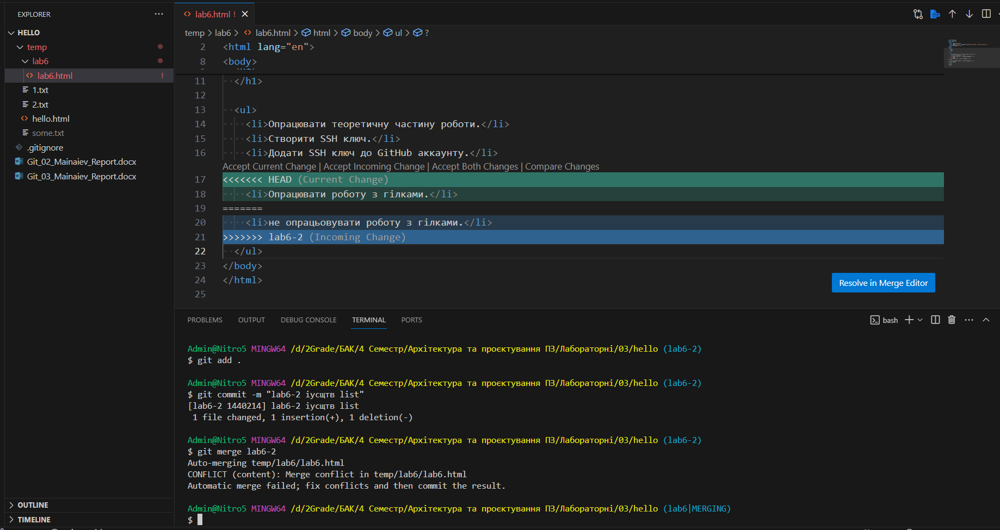 EXPLORER
HELLO
temp
lab6
lab6.html !
1.txt
2.txt
hello.html
some.txt
.gitignore
Git_02_Mainaiev_Report.docx
Git_03_Mainaiev_Report.docx
OUTLINE
TIMELINE
lab6.html !
temp > lab6 > lab6.html > html > body > ul > ?
2 <html lang="en">
8 <body>
11 </h1>
12
13 <ul>
14 <li>Опрацювати теоретичну частину роботи.</li>
15 <li>Створити SSH ключ.</li>
16 <li>Додати SSH ключ до GitHub аккаунту.</li>
Accept Current Change | Accept Incoming Change | Accept Both Changes | Compare Changes
17 <<<<<<< HEAD (Current Change)
18 <li>Опрацювати роботу з гілками.</li>
19 =======
20 <li>не опрацьовувати роботу з гілками.</li>
21 >>>>>>> lab6-2 (Incoming Change)
22 </ul>
23 </body>
24 </html>
25
Resolve in Merge Editor
PROBLEMS OUTPUT DEBUG CONSOLE TERMINAL PORTS
bash
Admin@Nitro5 MINGW64 /d/2Grade/БАК/4 Семестр/Архітектура та проєктування ПЗ/Лабораторні/03/hello (lab6-2)
$ git add .
Admin@Nitro5 MINGW64 /d/2Grade/БАК/4 Семестр/Архітектура та проєктування ПЗ/Лабораторні/03/hello (lab6-2)
$ git commit -m "lab6-2 іусщтв list"
[lab6-2 1440214] lab6-2 іусщтв list
1 file changed, 1 insertion(+), 1 deletion(-)
Admin@Nitro5 MINGW64 /d/2Grade/БАК/4 Семестр/Архітектура та проєктування ПЗ/Лабораторні/03/hello (lab6-2)
$ git merge lab6-2
Auto-merging temp/lab6/lab6.html
CONFLICT (content): Merge conflict in temp/lab6/lab6.html
Automatic merge failed; fix conflicts and then commit the result.
Admin@Nitro5 MINGW64 /d/2Grade/БАК/4 Семестр/Архітектура та проєктування ПЗ/Лабораторні/03/hello (lab6|MERGING)
$